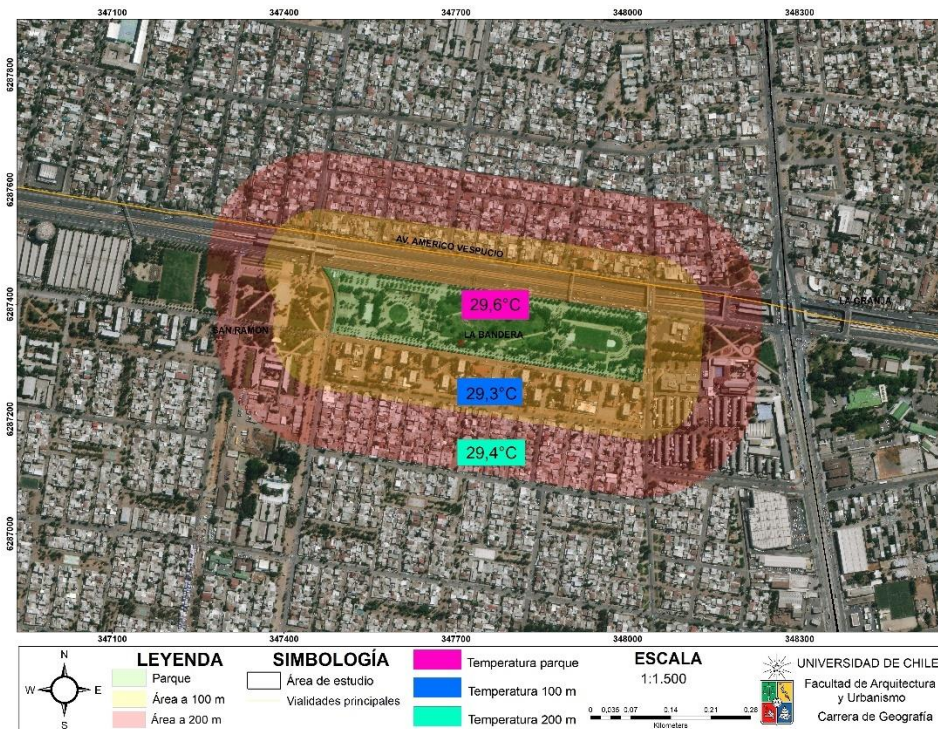 347100 347400 347700 348000 348300
6287800
6287600
6287400
6287200
6287000
AV. AMERICO VESPUCIO
29,6°C
LA GRANJA
SAN RAMON
LA BANDERA
29,3°C
29,4°C
347100 347400 347700 348000 348300
N
W E
S
LEYENDA
Parque
Área a 100 m
Área a 200 m
SIMBOLOGÍA
Área de estudio
Vialidades principales
Temperatura parque
Temperatura 100 m
Temperatura 200 m
ESCALA
1:1.500
0 0,035 0,07 0,14 0,21 0,28
Kilometers
UNIVERSIDAD DE CHILE
Facultad de Arquitectura
y Urbanismo
Carrera de Geografía